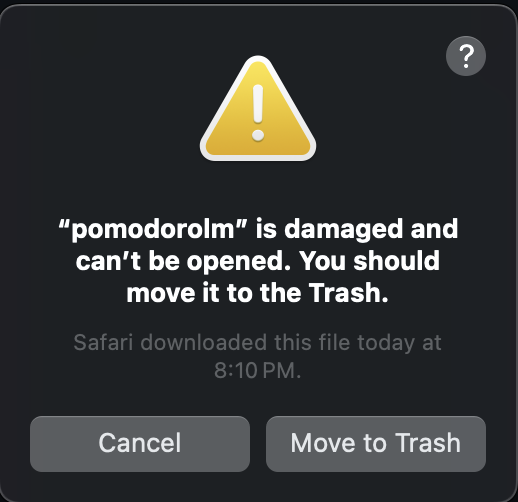 ?
“pomodorolm” is damaged and
can’t be opened. You should
move it to the Trash.
Safari downloaded this file today at
8:10 PM.
Cancel
Move to Trash